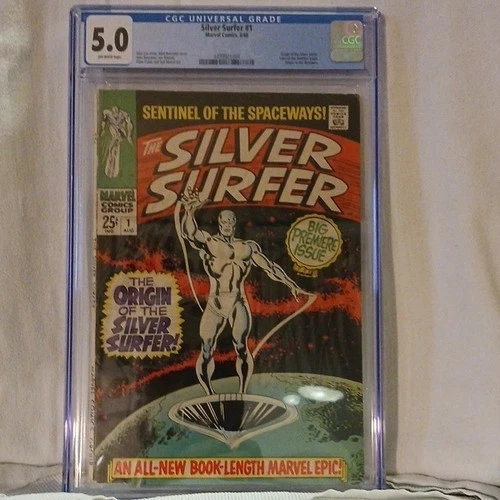 CGC UNIVERSAL GRADE
5.0
Silver Surfer #1
Marvel Comics, 8/68
CGC
SENTINEL OF THE SPACEWAYS!
THE
SILVER
SURFER
MARVEL
COMICS
GROUP
25¢
1
AUG
BIG
PREMIERE
ISSUE
THE
ORIGIN
OF THE
SILVER
SURFER!
AN ALL-NEW BOOK-LENGTH MARVEL EPIC!